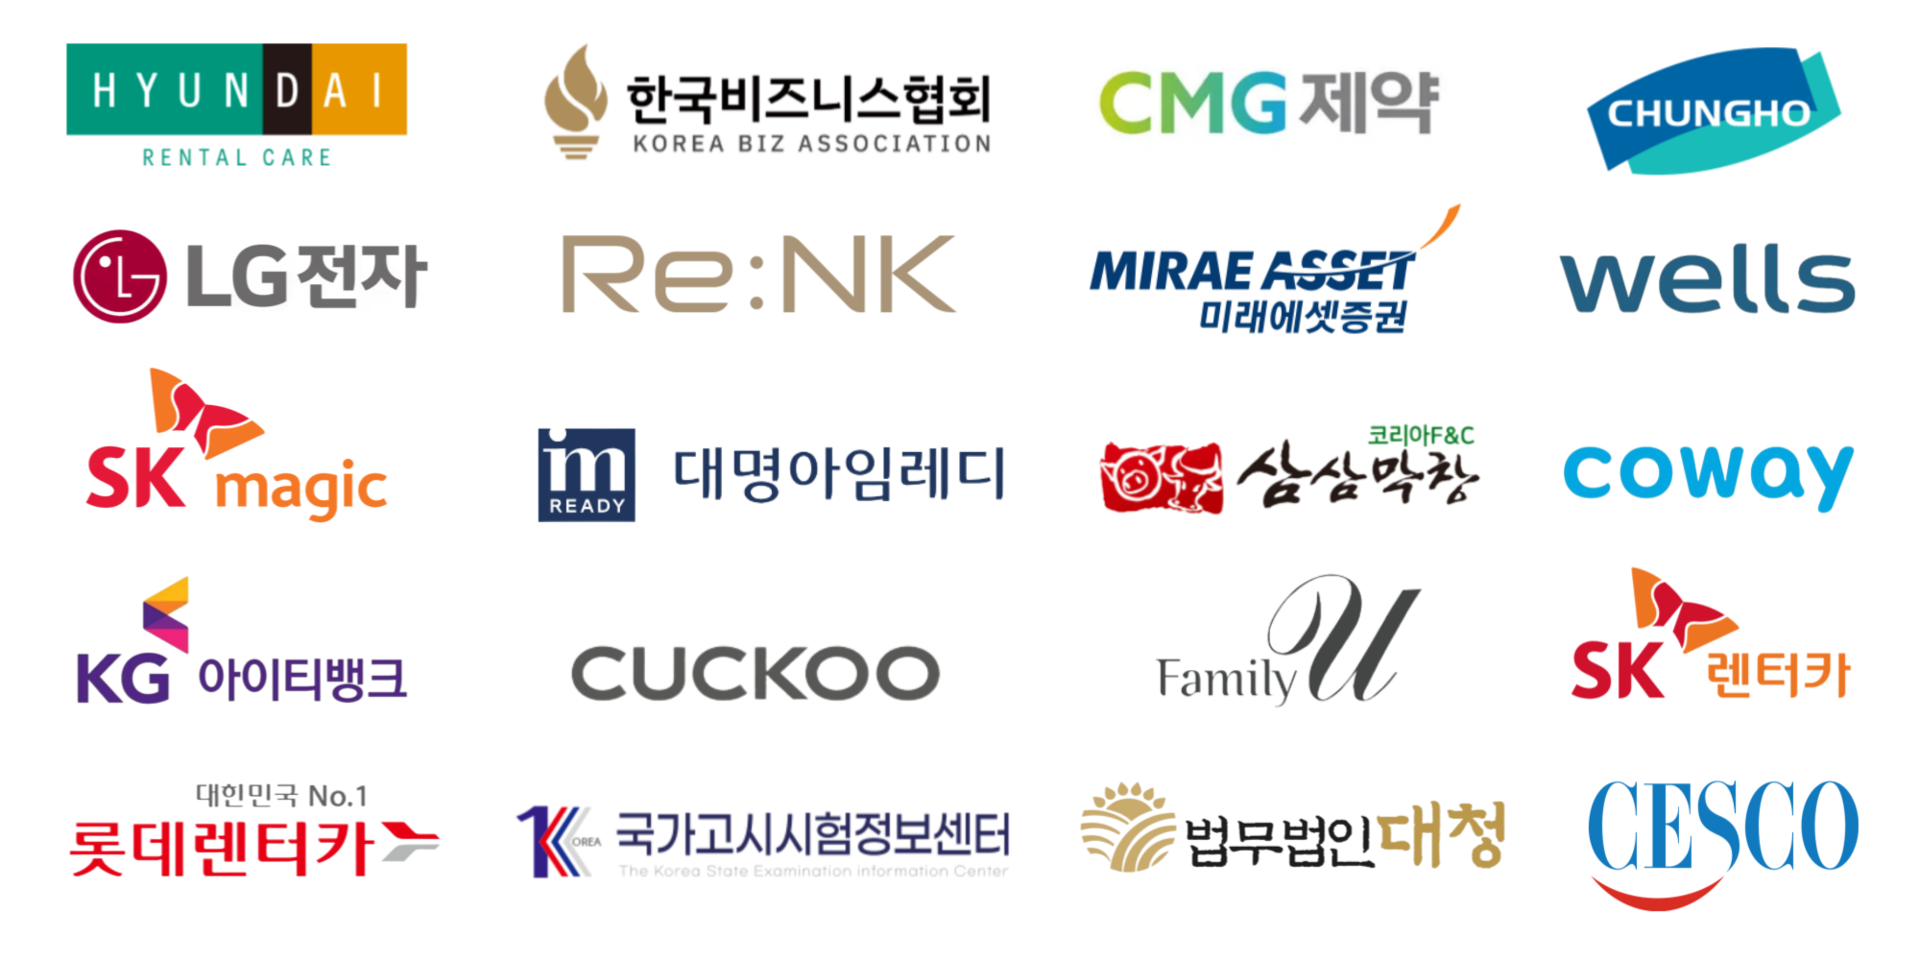 HYUNDAI
RENTAL CARE
한국비즈니스협회
KOREA BIZ ASSOCIATION
CMG제약
CHUNGHO
LG전자
Re:NK
MIRAE ASSET
미래에셋증권
wells
SK magic
im
READY
대명아임레디
코리아F&C
삼삼막창
coway
KG 아이티뱅크
CUCKOO
Family U
SK 렌터카
대한민국 No.1
롯데렌터카
1K OREA
국가고시시험정보센터
The Korea State Examination information Center
법무법인대청
CESCO